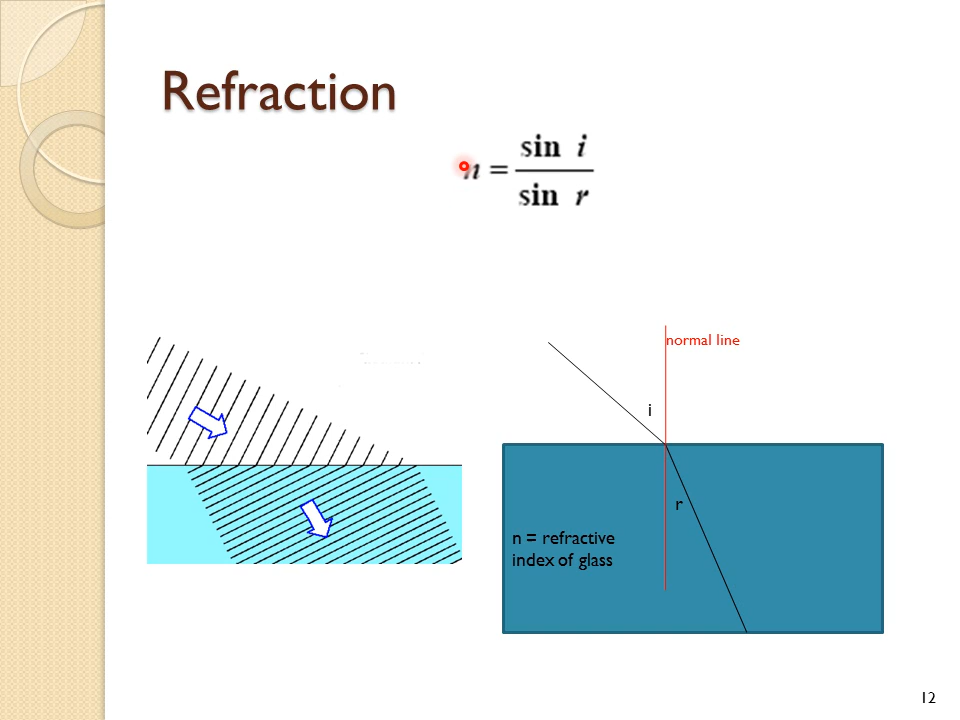 Refraction
n = sin i / sin r
normal line
i
r
n = refractive
index of glass
12